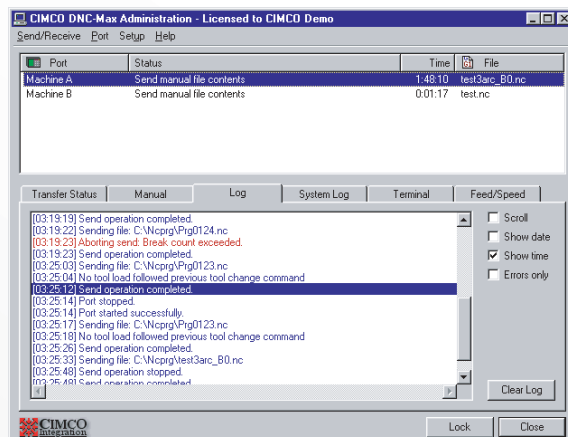 CIMCO DNC-Max Administration - Licensed to CIMCO Demo
Send/Receive Port Setup Help
Port Status Time File
Machine A Send manual file contents 1:48:10 test3arc_B0.nc
Machine B Send manual file contents 0:01:17 test.nc
Transfer Status Manual Log System Log Terminal Feed/Speed
[03:19:19] Send operation completed.
[03:19:22] Sending file: C:\Ncprg\Prg0124.nc
[03:19:23] Aborting send: Break count exceeded.
[03:19:23] Send operation completed.
[03:25:03] Sending file: C:\Ncprg\Prg0123.nc
[03:25:04] No tool load followed previous tool change command
[03:25:12] Send operation completed.
[03:25:14] Port stopped.
[03:25:14] Port started successfully.
[03:25:17] Sending file: C:\Ncprg\Prg0123.nc
[03:25:18] No tool load followed previous tool change command
[03:25:26] Send operation completed.
[03:25:33] Sending file: C:\Ncprg\test3arc_B0.nc
[03:25:48] Send operation stopped.
[03:25:48] Send operation completed
Scroll
Show date
Show time
Errors only
Clear Log
CIMCO
Integration
Lock Close